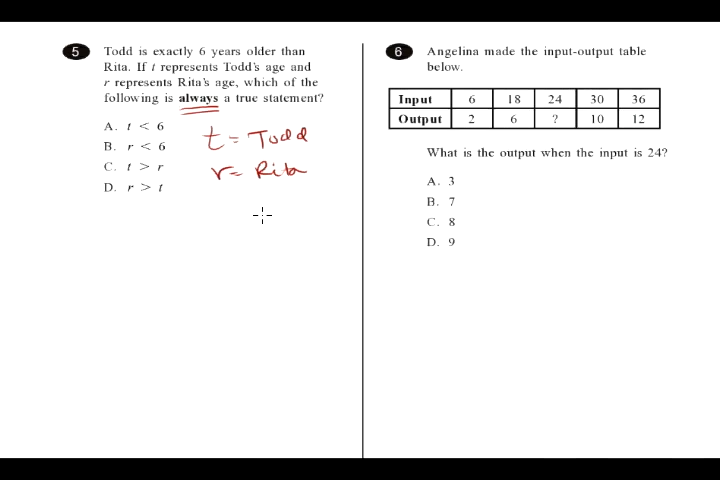 5 Todd is exactly 6 years older than
Rita. If t represents Todd's age and
r represents Rita's age, which of the
following is always a true statement?
A. t < 6
B. r < 6
C. t > r
D. r > t
t = Todd
r = Rita
6 Angelina made the input-output table
below.
Input 6 18 24 30 36
Output 2 6 ? 10 12
What is the output when the input is 24?
A. 3
B. 7
C. 8
D. 9